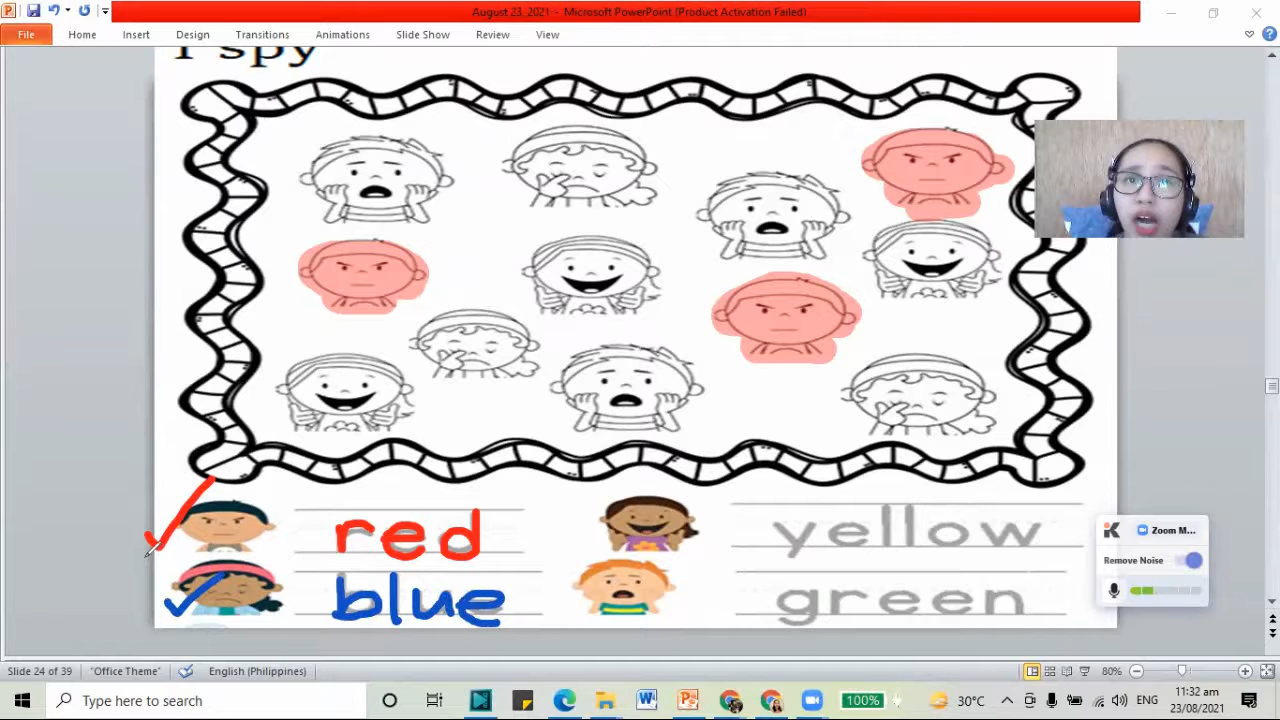 August 23, 2021 - Microsoft PowerPoint (Product Activation Failed)
File Home Insert Design Transitions Animations Slide Show Review View
I spy
red
yellow
blue
green
Zoom M...
Remove Noise
Slide 24 of 39 "Office Theme" English (Philippines) 80%
Type here to search
100%
30°C
ENG
11:32 am
23/08/2021